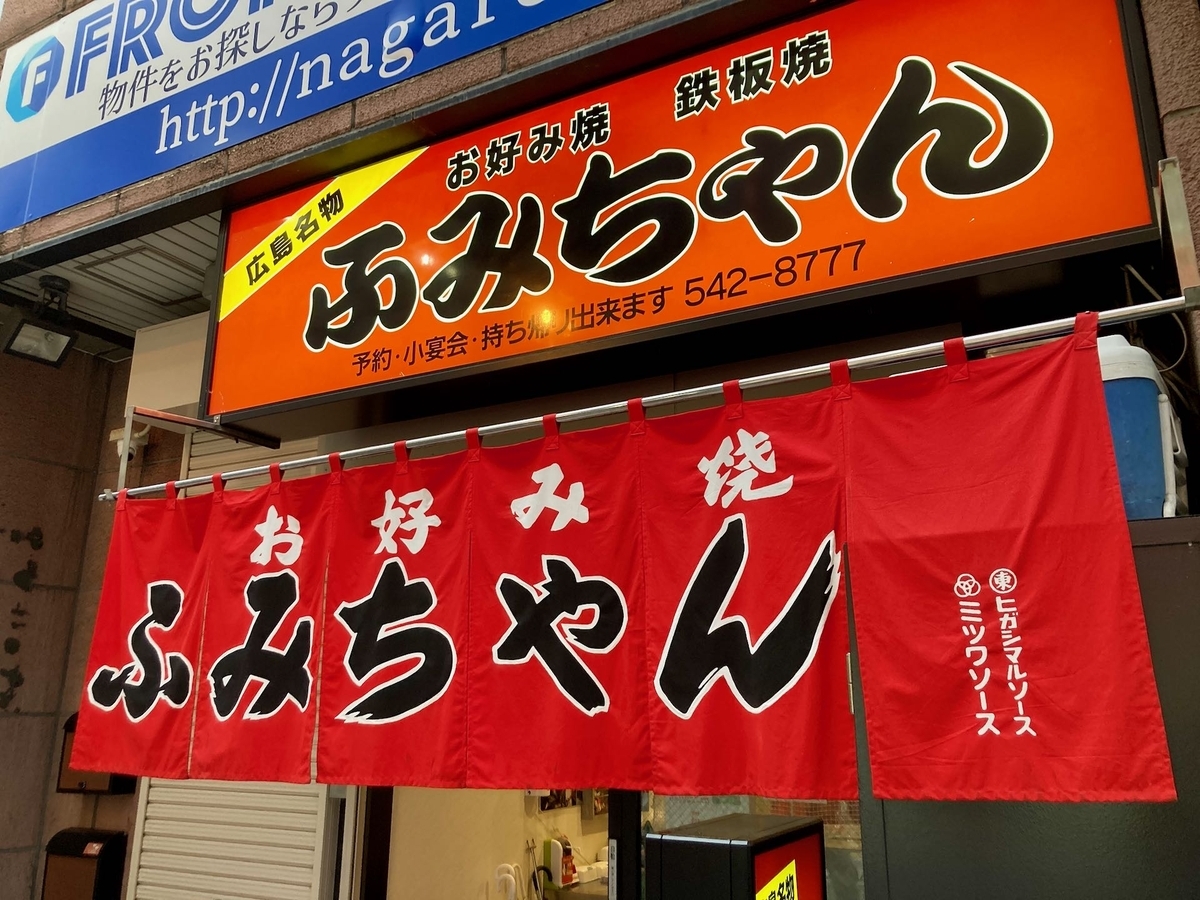 FRO
物件をお探しなら
http://naga
広島名物
お好み焼 鉄板焼
ふみちゃん
予約・小宴会・持ち帰り出来ます 542-8777
お好み焼
ふみちゃん
東 ヒガシマルソース
ミツワソース
島名物